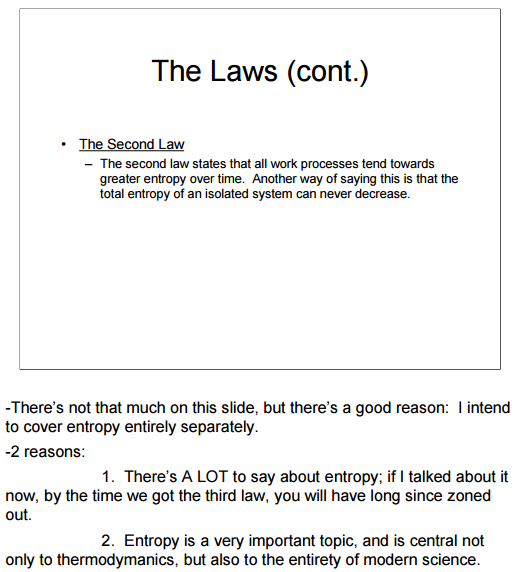 The Laws (cont.)
• The Second Law
– The second law states that all work processes tend towards
greater entropy over time.  Another way of saying this is that the
total entropy of an isolated system can never decrease.
-There's not that much on this slide, but there's a good reason:  I intend
to cover entropy entirely separately.
-2 reasons:
1.  There's A LOT to say about entropy; if I talked about it
now, by the time we got the third law, you will have long since zoned
out.
2.  Entropy is a very important topic, and is central not
only to thermodymanics, but also to the entirety of modern science.